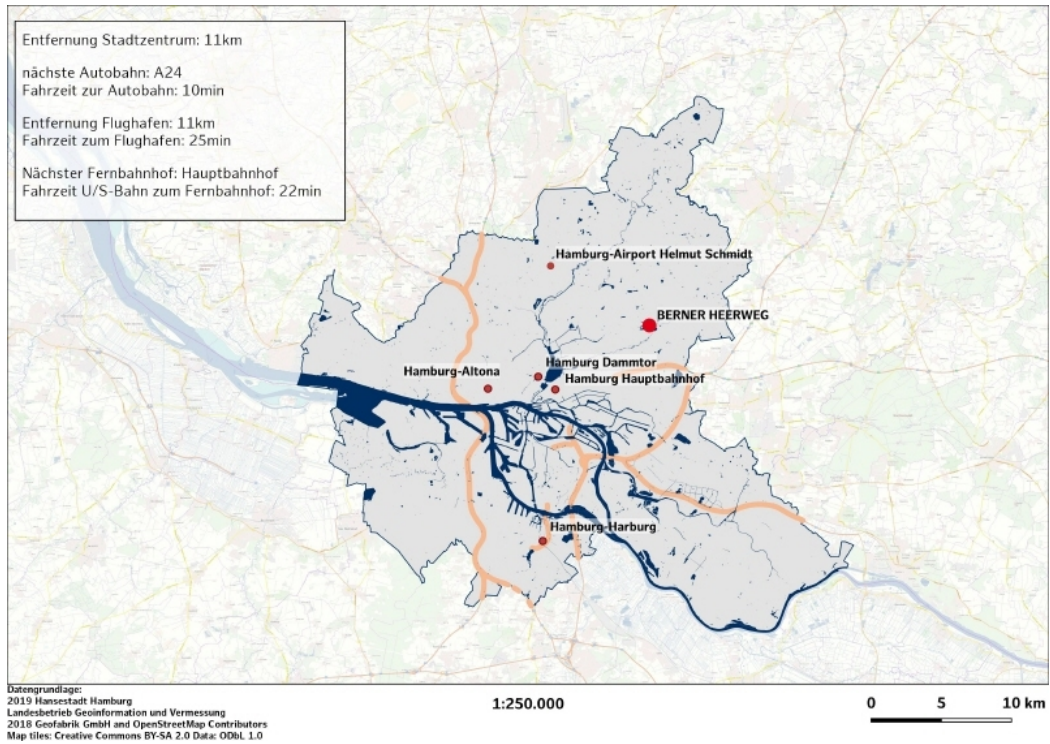 Entfernung Stadtzentrum: 11km
nächste Autobahn: A24
Fahrzeit zur Autobahn: 10min
Entfernung Flughafen: 11km
Fahrzeit zum Flughafen: 25min
Nächster Fernbahnhof: Hauptbahnhof
Fahrzeit U/S-Bahn zum Fernbahnhof: 22min
Hamburg-Airport Helmut Schmidt
BERNER HEERWEG
Hamburg Dammtor
Hamburg-Altona
Hamburg Hauptbahnhof
Hamburg-Harburg
Datengrundlage:
2019 Hansestadt Hamburg
Landesbetrieb Geoinformation und Vermessung
2018 Geofabrik GmbH and OpenStreetMap Contributors
Map tiles: Creative Commons BY-SA 2.0 Data: ODbL 1.0
1:250.000
0 5 10 km